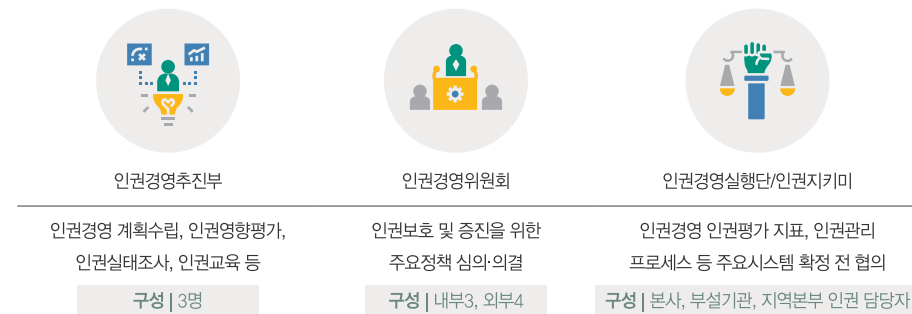 인권경영추진부
인권경영 계획수립, 인권영향평가,
인권실태조사, 인권교육 등
구성 | 3명
인권경영위원회
인권보호 및 증진을 위한
주요정책 심의·의결
구성 | 내부3, 외부4
인권경영실행단/인권지키미
인권경영 인권평가 지표, 인권관리
프로세스 등 주요시스템 확정 전 협의
구성 | 본사, 부설기관, 지역본부 인권 담당자